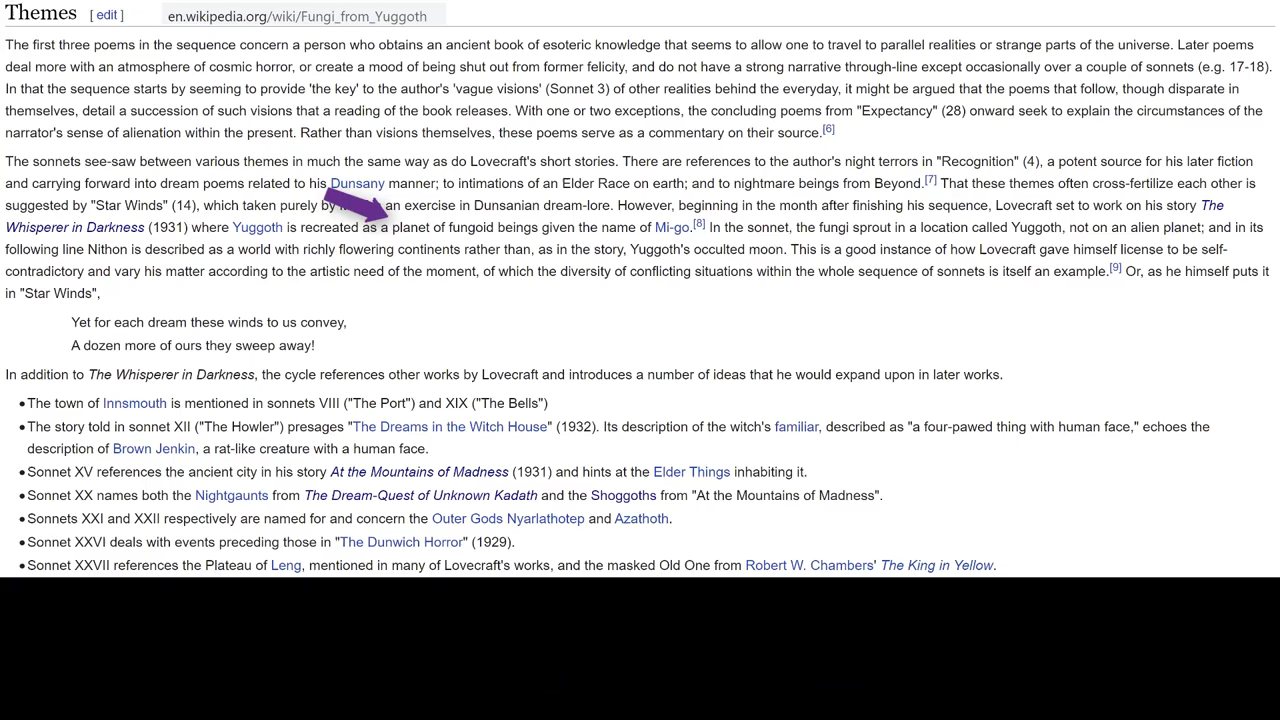 Themes [ edit ] en.wikipedia.org/wiki/Fungi_from_Yuggoth
The first three poems in the sequence concern a person who obtains an ancient book of esoteric knowledge that seems to allow one to travel to parallel realities or strange parts of the universe. Later poems
deal more with an atmosphere of cosmic horror, or create a mood of being shut out from former felicity, and do not have a strong narrative through-line except occasionally over a couple of sonnets (e.g. 17-18).
In that the sequence starts by seeming to provide 'the key' to the author's 'vague visions' (Sonnet 3) of other realities behind the everyday, it might be argued that the poems that follow, though disparate in
themselves, detail a succession of such visions that a reading of the book releases. With one or two exceptions, the concluding poems from "Expectancy" (28) onward seek to explain the circumstances of the
narrator's sense of alienation within the present. Rather than visions themselves, these poems serve as a commentary on their source.[6]
The sonnets see-saw between various themes in much the same way as do Lovecraft's short stories. There are references to the author's night terrors in "Recognition" (4), a potent source for his later fiction
and carrying forward into dream poems related to his Dunsany manner; to intimations of an Elder Race on earth; and to nightmare beings from Beyond.[7] That these themes often cross-fertilize each other is
suggested by "Star Winds" (14), which taken purely by an exercise in Dunsanian dream-lore. However, beginning in the month after finishing his sequence, Lovecraft set to work on his story The
Whisperer in Darkness (1931) where Yuggoth is recreated as a planet of fungoid beings given the name of Mi-go.[8] In the sonnet, the fungi sprout in a location called Yuggoth, not on an alien planet; and in its
following line Nithon is described as a world with richly flowering continents rather than, as in the story, Yuggoth's occulted moon. This is a good instance of how Lovecraft gave himself license to be self-
contradictory and vary his matter according to the artistic need of the moment, of which the diversity of conflicting situations within the whole sequence of sonnets is itself an example.[9] Or, as he himself puts it
in "Star Winds",
Yet for each dream these winds to us convey,
A dozen more of ours they sweep away!
In addition to The Whisperer in Darkness, the cycle references other works by Lovecraft and introduces a number of ideas that he would expand upon in later works.
• The town of Innsmouth is mentioned in sonnets VIII ("The Port") and XIX ("The Bells")
• The story told in sonnet XII ("The Howler") presages "The Dreams in the Witch House" (1932). Its description of the witch's familiar, described as "a four-pawed thing with human face," echoes the
description of Brown Jenkin, a rat-like creature with a human face.
• Sonnet XV references the ancient city in his story At the Mountains of Madness (1931) and hints at the Elder Things inhabiting it.
• Sonnet XX names both the Nightgaunts from The Dream-Quest of Unknown Kadath and the Shoggoths from "At the Mountains of Madness".
• Sonnets XXI and XXII respectively are named for and concern the Outer Gods Nyarlathotep and Azathoth.
• Sonnet XXVI deals with events preceding those in "The Dunwich Horror" (1929).
• Sonnet XXVII references the Plateau of Leng, mentioned in many of Lovecraft's works, and the masked Old One from Robert W. Chambers' The King in Yellow.